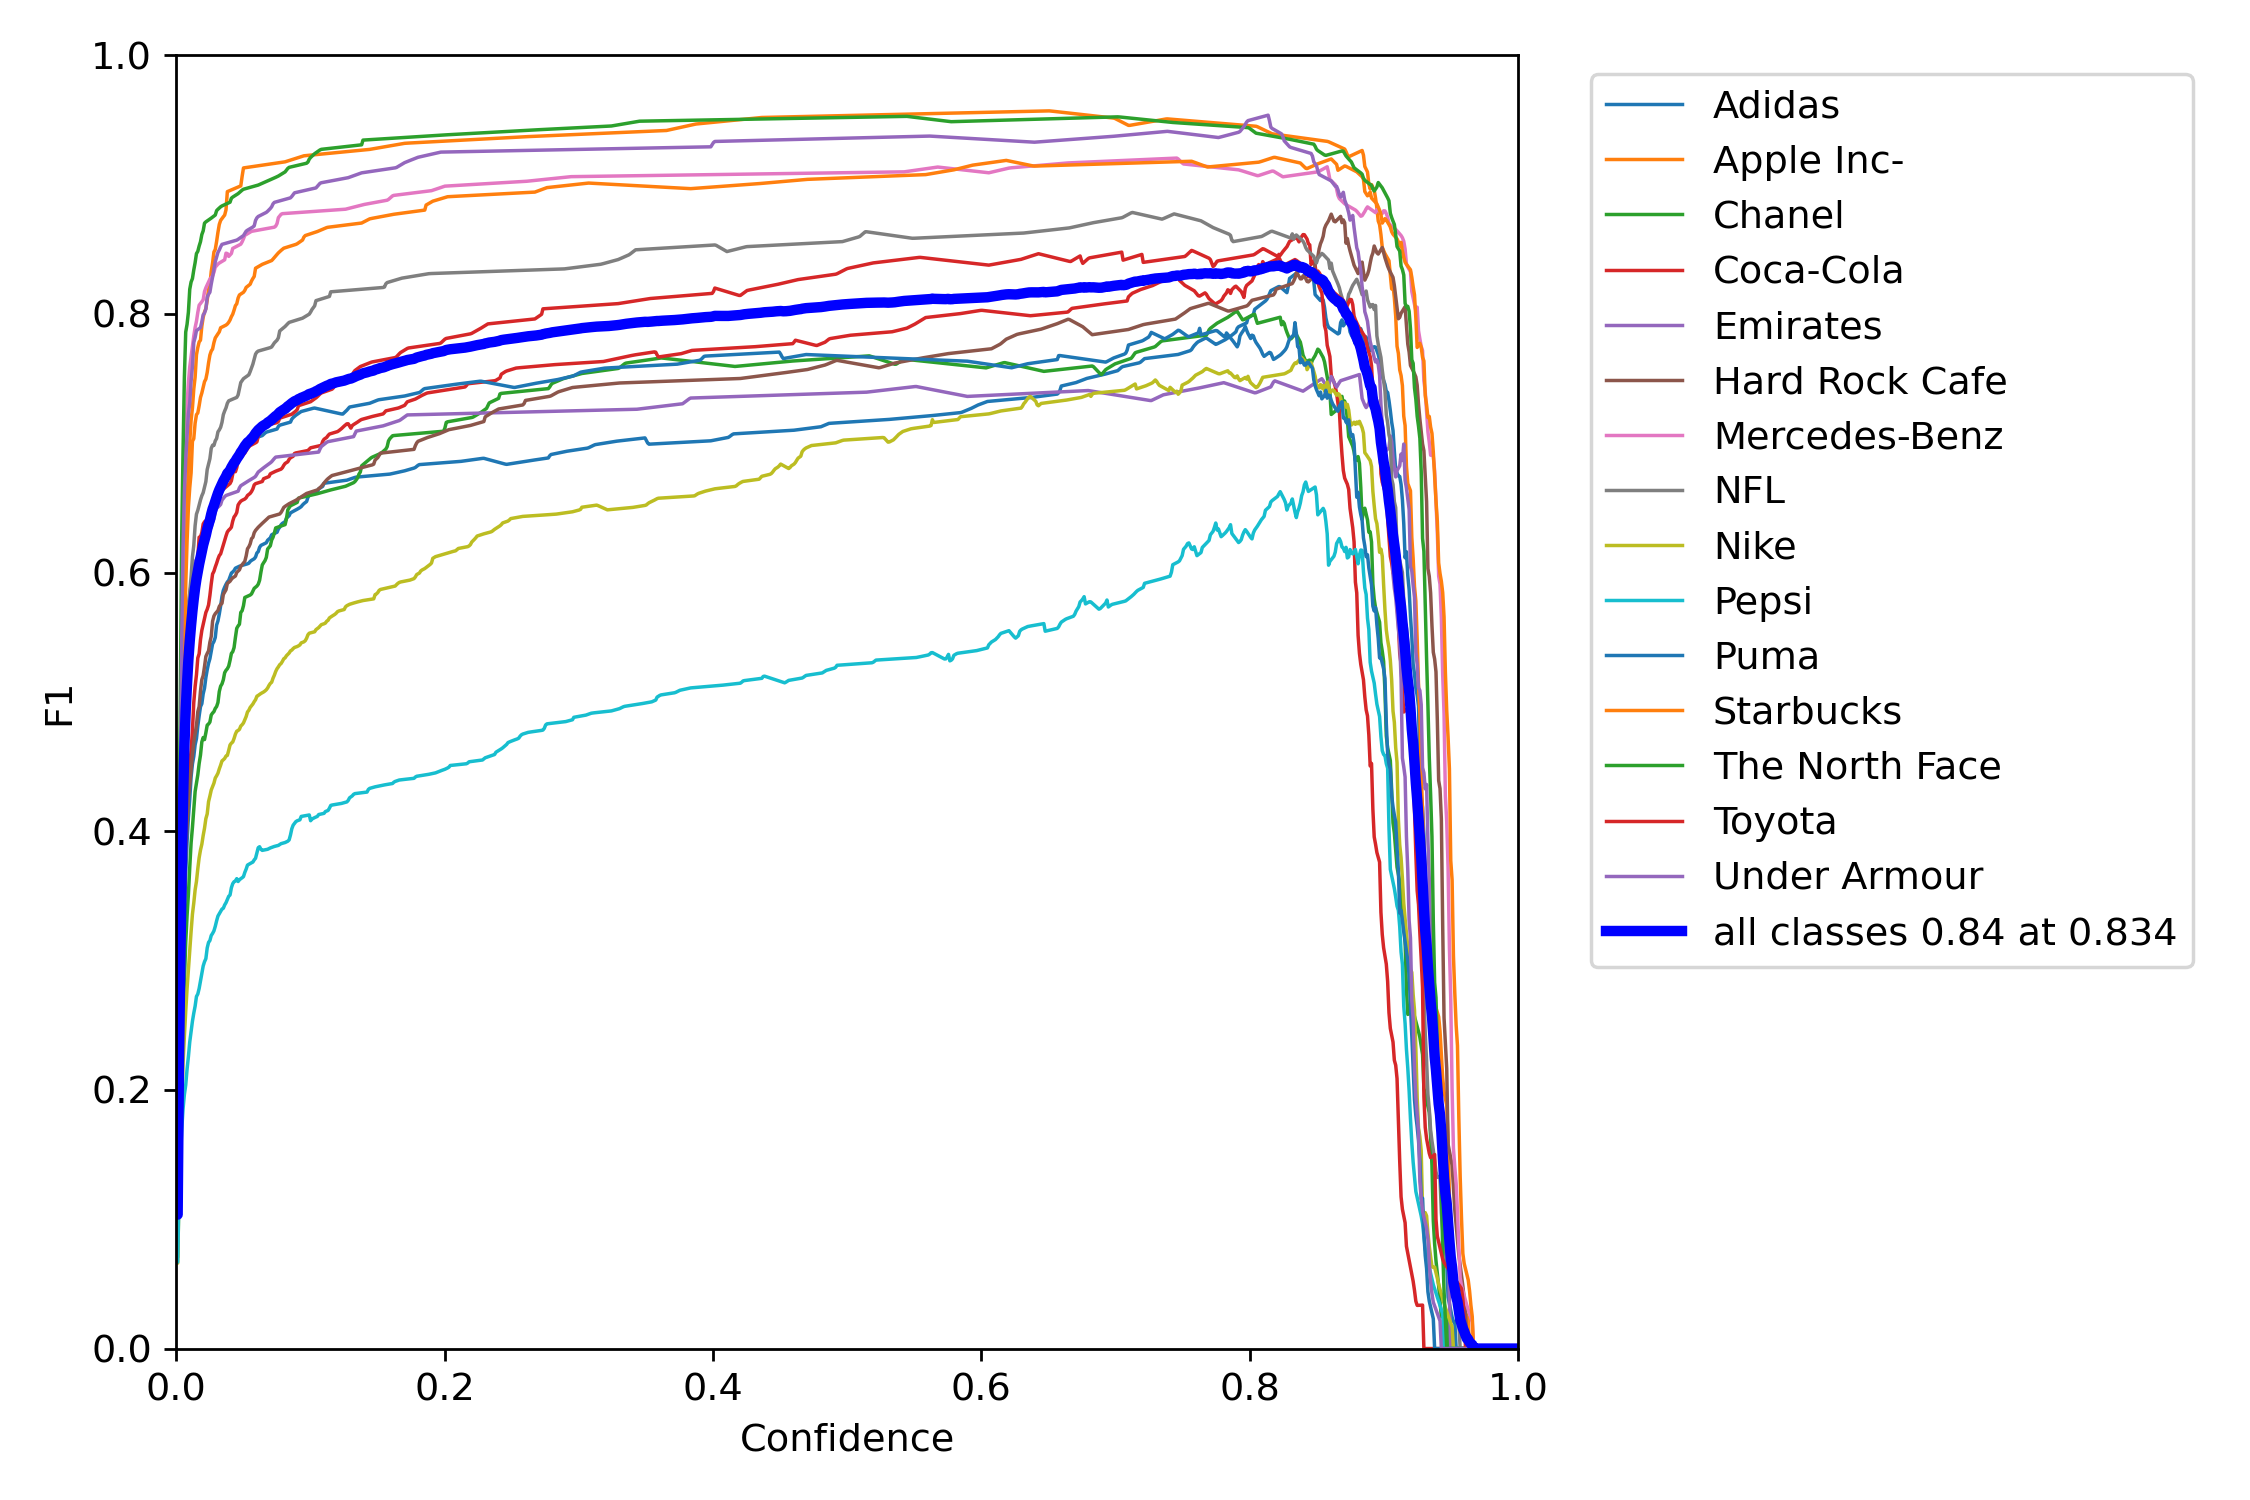 1.0
0.8
0.6
0.4
0.2
0.0
F1
0.0 0.2 0.4 0.6 0.8 1.0
Confidence
Adidas
Apple Inc-
Chanel
Coca-Cola
Emirates
Hard Rock Cafe
Mercedes-Benz
NFL
Nike
Pepsi
Puma
Starbucks
The North Face
Toyota
Under Armour
all classes 0.84 at 0.834